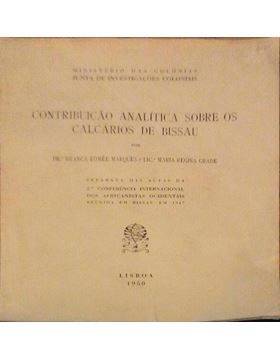 MINISTÉRIO DAS COLÓNIAS
JUNTA DE INVESTIGAÇÕES COLONIAIS
CONTRIBUIÇÃO ANALÍTICA SOBRE OS
CALCÁRIOS DE BISSAU
POR
DR.ª BRANCA EDMÉE MARQUES e LIC.ª MARIA REGINA GRADE
SEPARATA DAS ACTAS DA
2.ª CONFERÊNCIA INTERNACIONAL
DOS AFRICANISTAS OCIDENTAIS
REUNIDA EM BISSAU EM 1947
LISBOA
1950